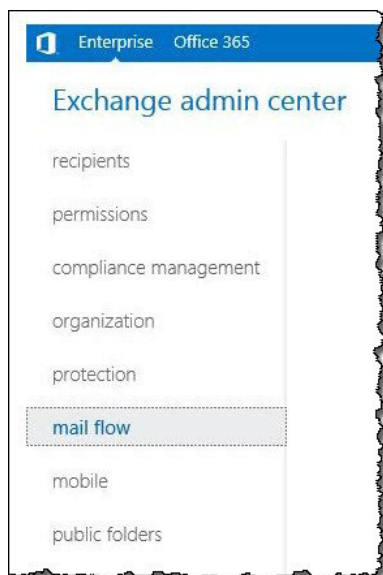 Enterprise Office 365
Exchange admin center
recipients
permissions
compliance management
organization
protection
mail flow
mobile
public folders